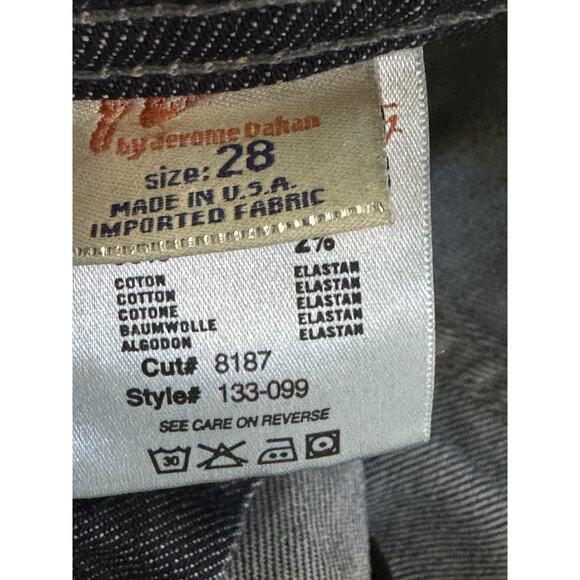 by Jerome Dahan
size: 28
MADE IN U.S.A.
IMPORTED FABRIC
2%
COTON ELASTAN
COTTON ELASTAN
COTONE ELASTAN
BAUMWOLLE ELASTAN
ALGODON ELASTAN
Cut# 8187
Style# 133-099
SEE CARE ON REVERSE
30